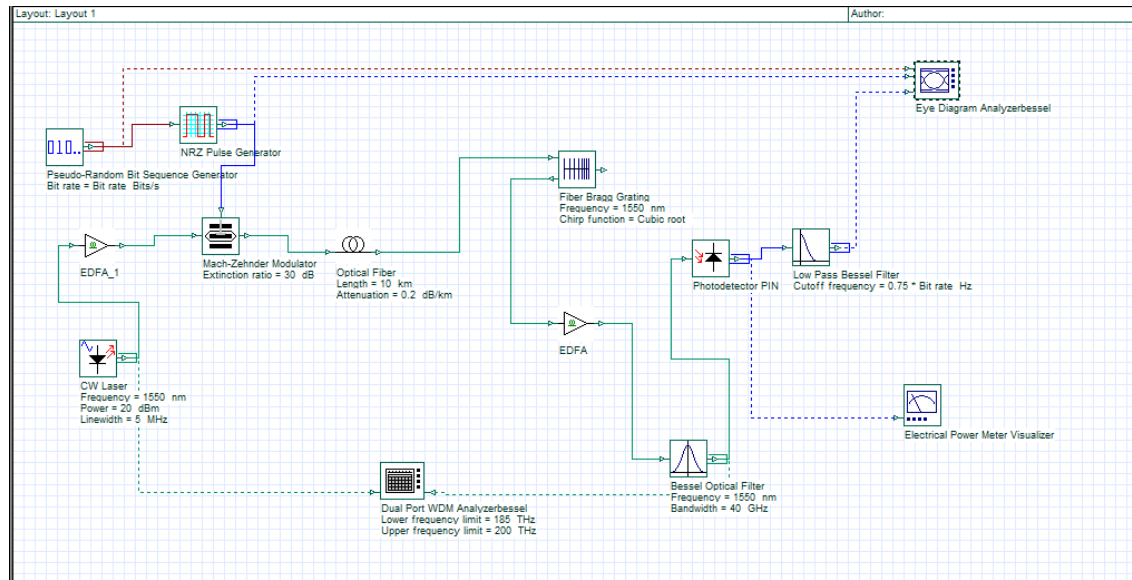 Layout: Layout 1
Author:
Eye Diagram Analyzerbessel
010..
NRZ Pulse Generator
Pseudo-Random Bit Sequence Generator
Bit rate = Bit rate Bits/s
Fiber Bragg Grating
Frequency = 1550 nm
Chirp function = Cubic root
EDFA_1
Mach-Zehnder Modulator
Extinction ratio = 30 dB
Optical Fiber
Length = 10 km
Attenuation = 0.2 dB/km
Photodetector PIN
Low Pass Bessel Filter
Cutoff frequency = 0.75 * Bit rate Hz
EDFA
CW Laser
Frequency = 1550 nm
Power = 20 dBm
Linewidth = 5 MHz
Electrical Power Meter Visualizer
Bessel Optical Filter
Frequency = 1550 nm
Bandwidth = 40 GHz
Dual Port WDM Analyzerbessel
Lower frequency limit = 185 THz
Upper frequency limit = 200 THz